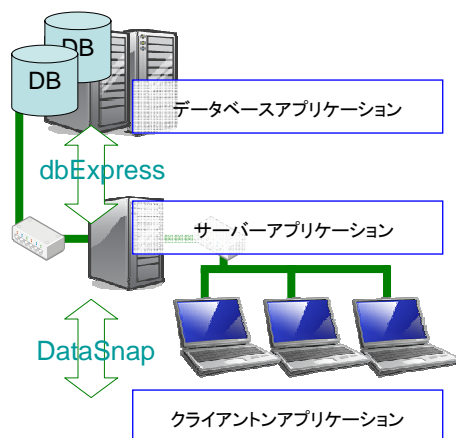 DB
DB
データベースアプリケーション
dbExpress
サーバーアプリケーション
DataSnap
クライアントンアプリケーション